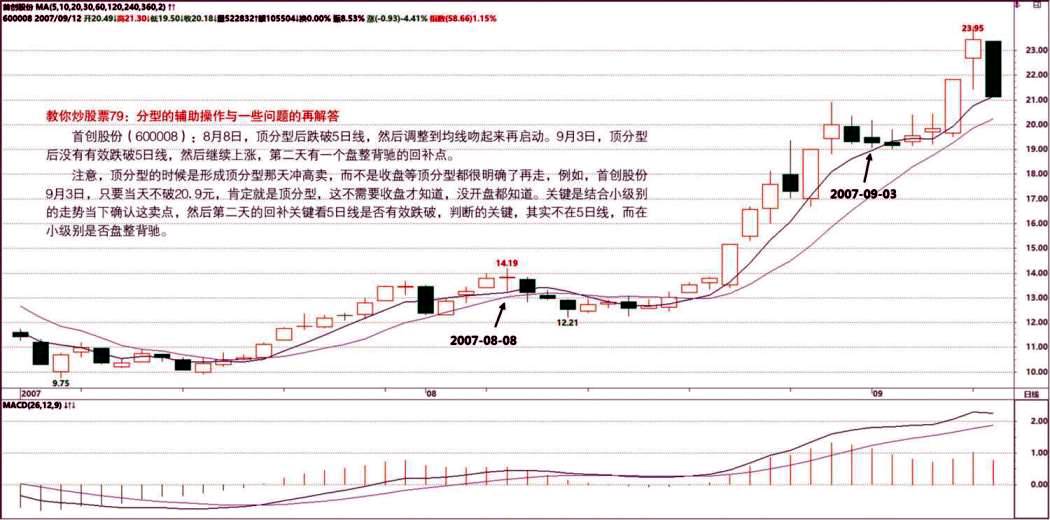 首创股份 MA(5,10,20,30,60,120,240,360,2) ↑↑
600008 2007/09/12 开20.49↓高21.30↓低19.50↓收20.18↓量522832↑额105504↓换0.00% 振8.53% 涨(-0.93)-4.41% 指数(58.66)1.15%
23.95
23.00
22.00
21.00
20.00
19.00
18.00
17.00
16.00
15.00
14.00
13.00
12.00
11.00
10.00
教你炒股票79：分型的辅助操作与一些问题的再解答
首创股份（600008）：8月8日，顶分型后跌破5日线，然后调整到均线吻起来再启动。9月3日，顶分型
后没有有效跌破5日线，然后继续上涨，第二天有一个盘整背驰的回补点。
注意，顶分型的时候是形成顶分型那天冲高卖，而不是收盘等顶分型都很明确了再走，例如，首创股份
9月3日，只要当天不破20.9元，肯定就是顶分型，这不需要收盘才知道，没开盘都知道。关键是结合小级别
的走势当下确认这卖点，然后第二天的回补关键看5日线是否有效跌破，判断的关键，其实不在5日线，而在
小级别是否盘整背驰。
2007-09-03
14.19
2007-08-08
12.21
9.75
2007
08
09
日线
MACD(26,12,9) ↓↑↓
2.00
1.00
0.00